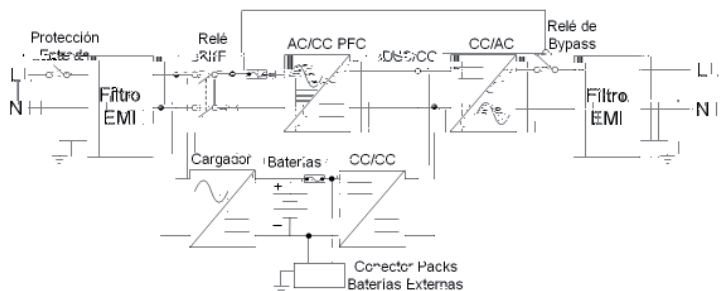 Protección
Entrada
Relé
AC/CC PFC
CC/AC
Relé de
Bypass
L
N
Filtro
EMI
Filtro
EMI
L
N
Cargador
Baterías
CC/CC
+
−
Conector Packs
Baterías Externas